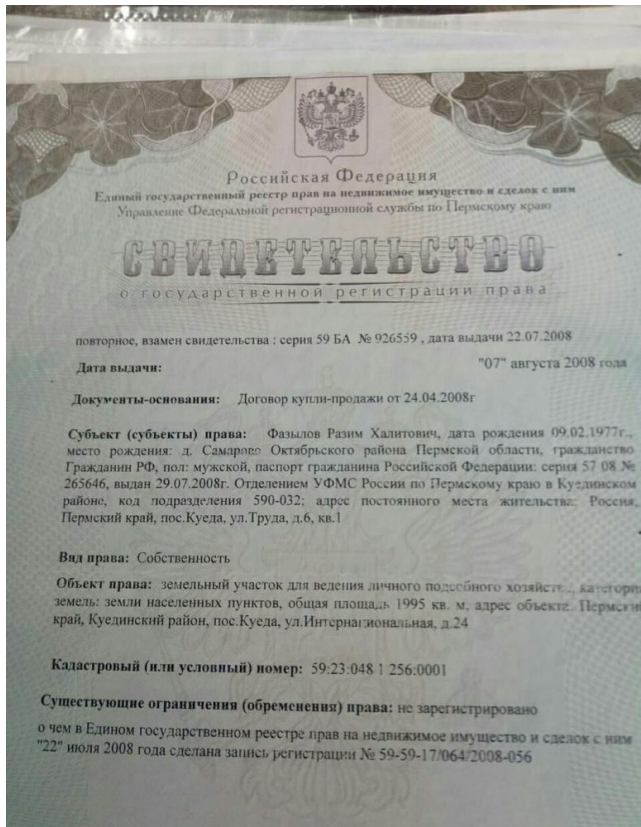 Российская Федерация
Единый государственный реестр прав на недвижимое имущество и сделок с ним
Управление Федеральной регистрационной службы по Пермскому краю
СВИДЕТЕЛЬСТВО
о государственной регистрации права
повторное, взамен свидетельства : серия 59 БА № 926559 , дата выдачи 22.07.2008
Дата выдачи: "07" августа 2008 года
Документы-основания: Договор купли-продажи от 24.04.2008г
Субъект (субъекты) права: Фазылов Разим Халитович, дата рождения 09.02.1977г.,
место рождения: д. Самарово Октябрьского района Пермской области, гражданство
Гражданин РФ, пол: мужской, паспорт гражданина Российской Федерации: серия 57 08 №
265646, выдан 29.07.2008г. Отделением УФМС России по Пермскому краю в Куединском
районе, код подразделения 590-032; адрес постоянного места жительства: Россия,
Пермский край, пос.Куеда, ул.Труда, д.6, кв.1
Вид права: Собственность
Объект права: земельный участок для ведения личного подсобного
земель: земли населенных пунктов, общая площадь 1995 кв. м, адрес объекта:
край, Куединский район, пос.Куеда, ул.Интернациональная, д.24
Кадастровый (или условный) номер: 59:23:048 1 256:0001
Существующие ограничения (обременения) права: не зарегистрировано
о чем в Едином государственном реестре прав на недвижимое имущество и сделок с ним
"22" июля 2008 года сделана запись регистрации № 59-59-17/064/2008-056